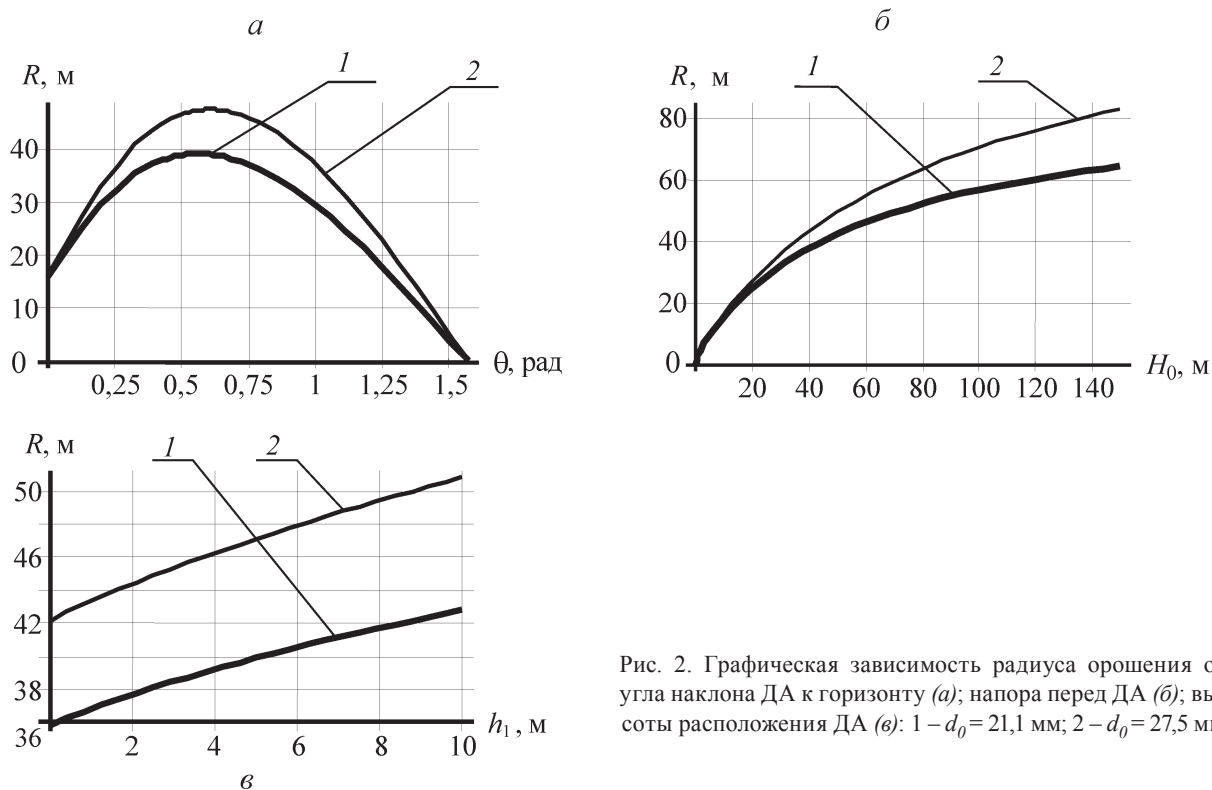 а
R, м
1
2
40
30
20
10
0
0,25 0,5 0,75 1 1,25 1,5
θ, рад
б
R, м
1
2
80
60
40
20
0
20 40 60 80 100 120 140
H₀, м
R, м
1
2
50
46
42
38
36
2 4 6 8 10
h₁, м
в
Рис. 2. Графическая зависимость радиуса орошения о
угла наклона ДА к горизонту (а); напора перед ДА (б); вы
соты расположения ДА (в): 1 – d₀ = 21,1 мм; 2 – d₀ = 27,5 м